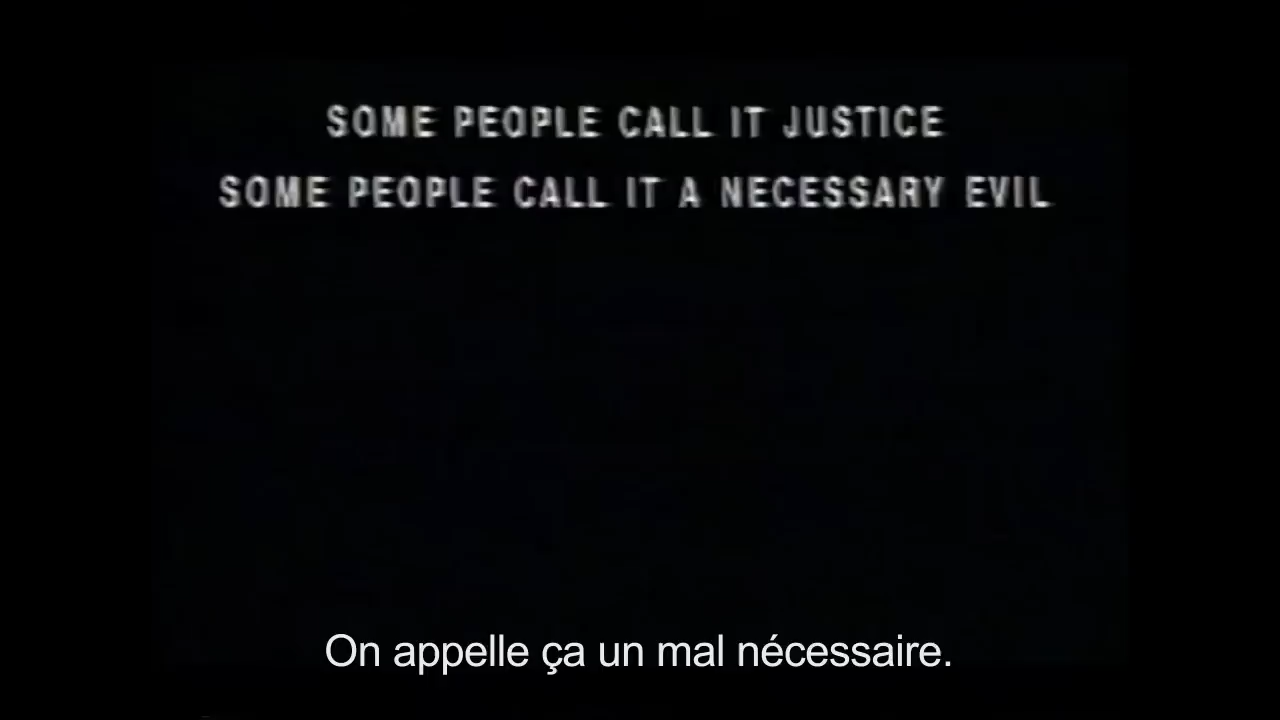 SOME PEOPLE CALL IT JUSTICE
SOME PEOPLE CALL IT A NECESSARY EVIL
On appelle ça un mal nécessaire.